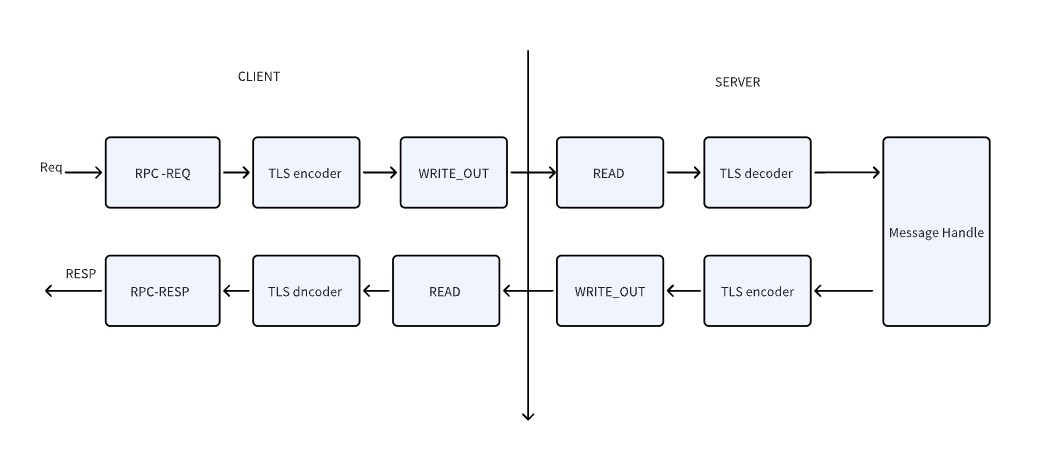 CLIENT
SERVER
Req
RPC -REQ
TLS encoder
WRITE_OUT
READ
TLS decoder
Message Handle
RESP
RPC-RESP
TLS dncoder
READ
WRITE_OUT
TLS encoder